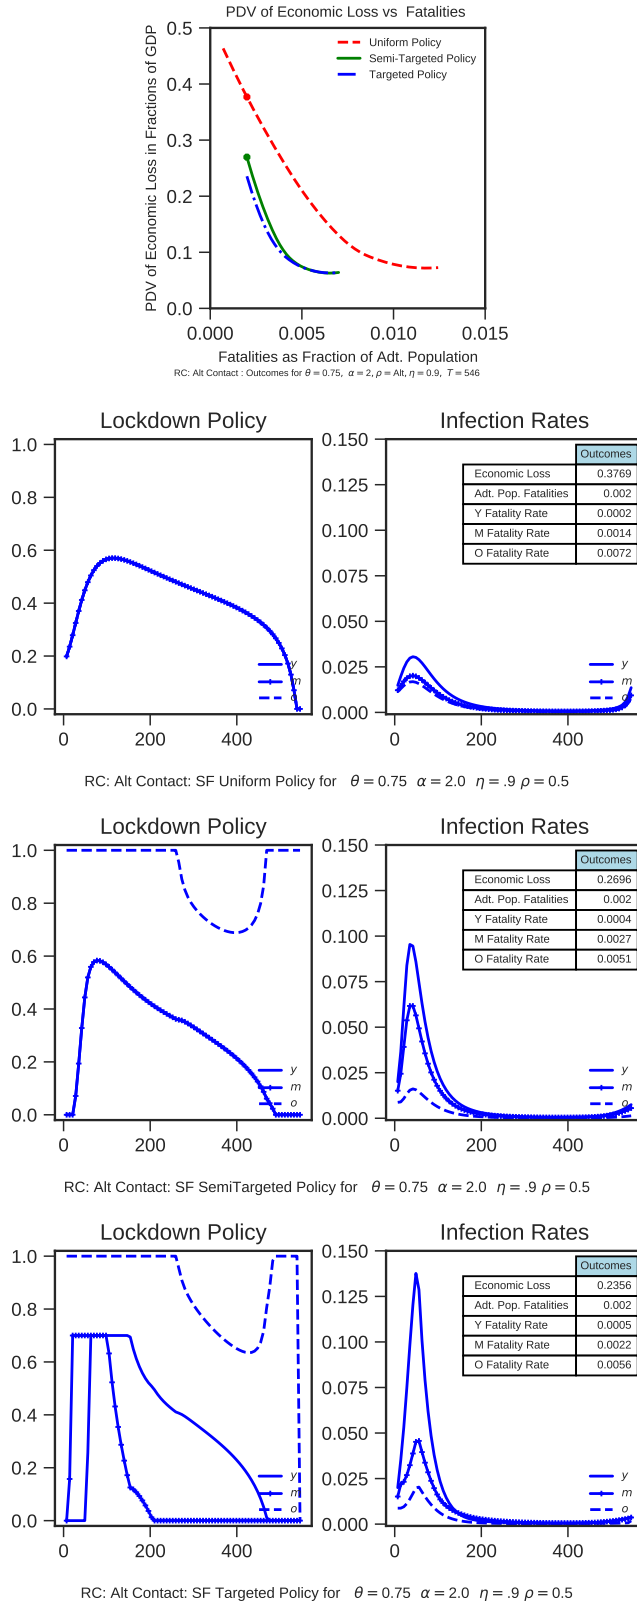 PDV of Economic Loss vs Fatalities
PDV of Economic Loss in Fractions of GDP
0.5
0.4
0.3
0.2
0.1
0.0
Uniform Policy
Semi-Targeted Policy
Targeted Policy
0.000 0.005 0.010 0.015
Fatalities as Fraction of Adt. Population
RC: Alt Contact : Outcomes for θ = 0.75, α = 2, ρ = Alt, η = 0.9, T = 546
Lockdown Policy
1.0
0.8
0.6
0.4
0.2
0.0
y
m
o
0 200 400
Infection Rates
0.150
0.125
0.100
0.075
0.050
0.025
0.000
Outcomes
Economic Loss 0.3769
Adt. Pop. Fatalities 0.002
Y Fatality Rate 0.0002
M Fatality Rate 0.0014
O Fatality Rate 0.0072
y
m
o
0 200 400
RC: Alt Contact: SF Uniform Policy for θ = 0.75 α = 2.0 η = .9 ρ = 0.5
Lockdown Policy
1.0
0.8
0.6
0.4
0.2
0.0
y
m
o
0 200 400
Infection Rates
0.150
0.125
0.100
0.075
0.050
0.025
0.000
Outcomes
Economic Loss 0.2696
Adt. Pop. Fatalities 0.002
Y Fatality Rate 0.0004
M Fatality Rate 0.0027
O Fatality Rate 0.0051
y
m
o
0 200 400
RC: Alt Contact: SF SemiTargeted Policy for θ = 0.75 α = 2.0 η = .9 ρ = 0.5
Lockdown Policy
1.0
0.8
0.6
0.4
0.2
0.0
y
m
o
0 200 400
Infection Rates
0.150
0.125
0.100
0.075
0.050
0.025
0.000
Outcomes
Economic Loss 0.2356
Adt. Pop. Fatalities 0.002
Y Fatality Rate 0.0005
M Fatality Rate 0.0022
O Fatality Rate 0.0056
y
m
o
0 200 400
RC: Alt Contact: SF Targeted Policy for θ = 0.75 α = 2.0 η = .9 ρ = 0.5